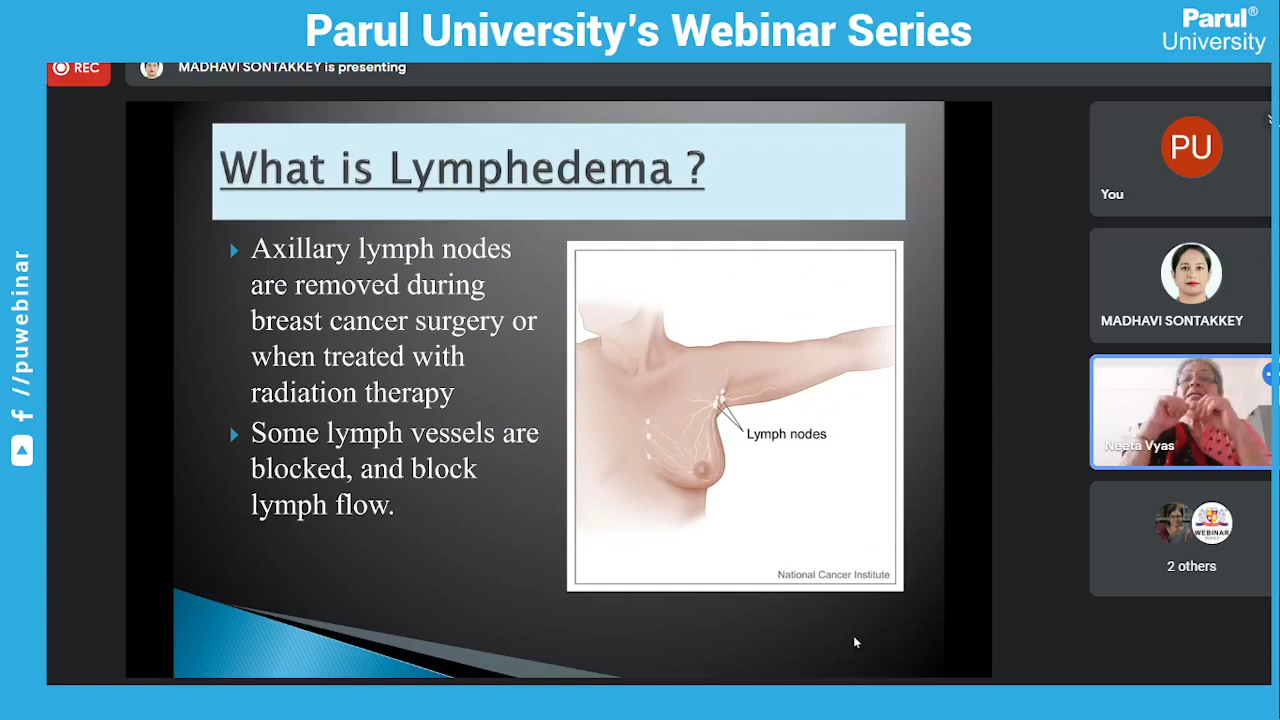 Parul University's Webinar Series
Parul®
University
REC
MADHAVI SONTAKKEY is presenting
What is Lymphedema ?
Axillary lymph nodes
are removed during
breast cancer surgery or
when treated with
radiation therapy
Some lymph vessels are
blocked, and block
lymph flow.
Lymph nodes
National Cancer Institute
PU
You
MADHAVI SONTAKKEY
Neeta Vyas
WEBINAR
2 others
//puwebinar